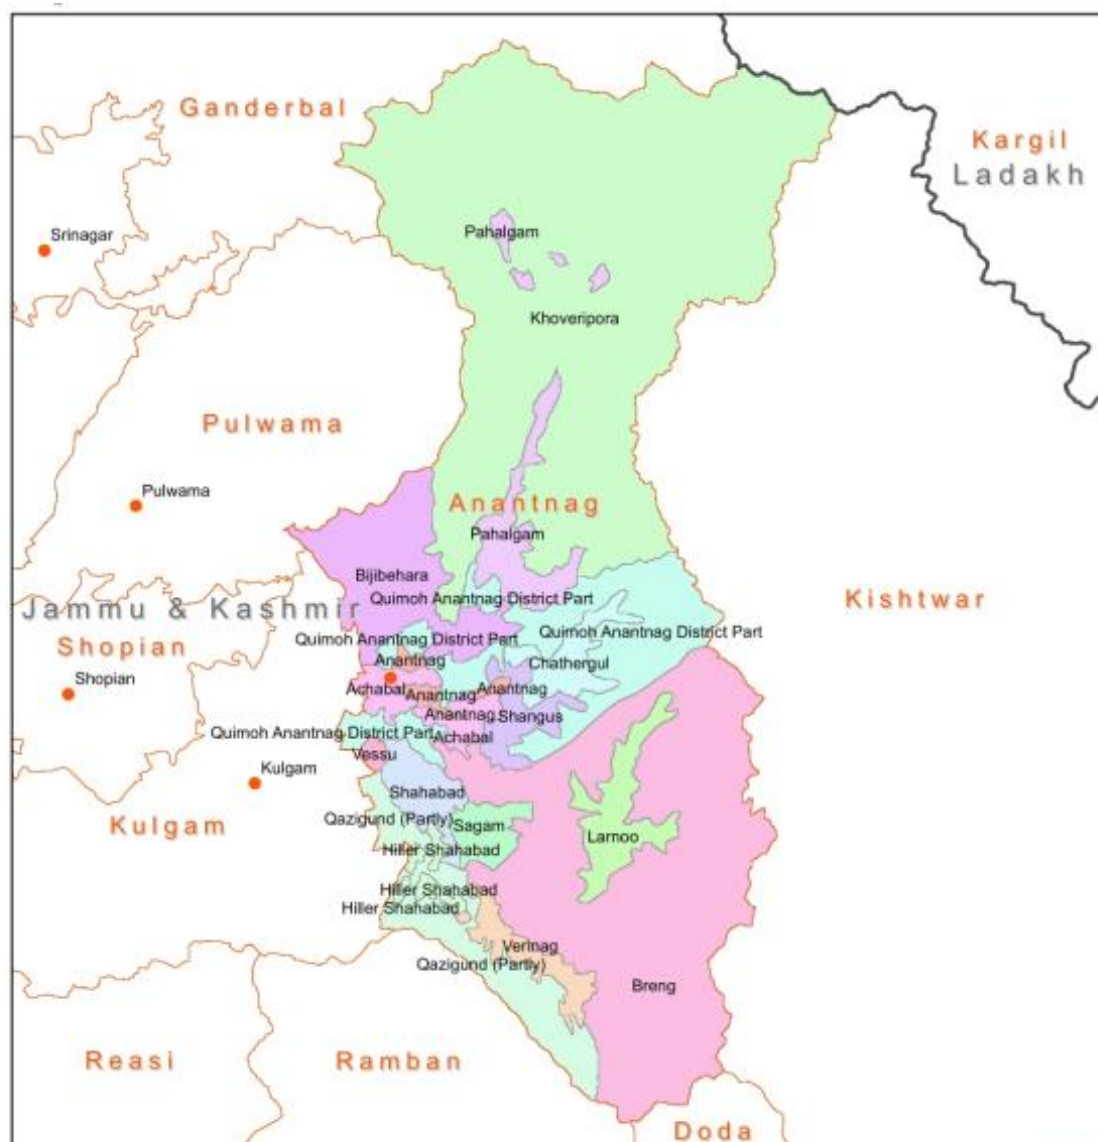 Ganderbal
Kargil
Ladakh
Srinagar
Pahalgam
Khoveripora
Pulwama
Pulwama
Anantnag
Pahalgam
Bijibehara
Quimoh Anantnag District Part
Jammu & Kashmir
Kishtwar
Quimoh Anantnag District Part
Quimoh Anantnag District Part
Shopian
Anantnag
Chathergul
Shopian
Achabal
Anantnag
Anantnag
Anantnag
Shangus
Quimoh Anantnag District Part
Achabal
Vessu
Kulgam
Shahabad
Qazigund (Partly)
Sagam
Kulgam
Larnoo
Hiller Shahabad
Hiller Shahabad
Hiller Shahabad
Verinag
Qazigund (Partly)
Breng
Reasi
Ramban
Doda